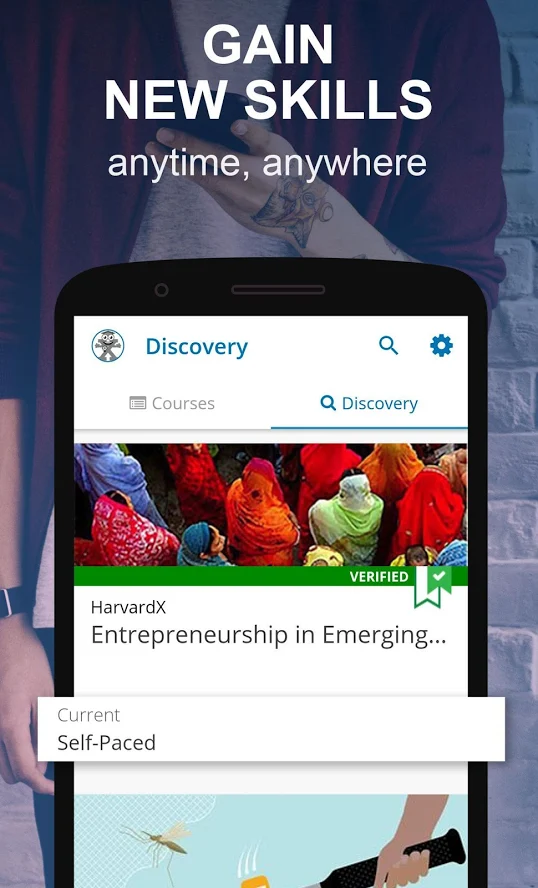 GAIN
NEW SKILLS
anytime, anywhere
Discovery
Courses
Discovery
VERIFIED
HarvardX
Entrepreneurship in Emerging...
Current
Self-Paced